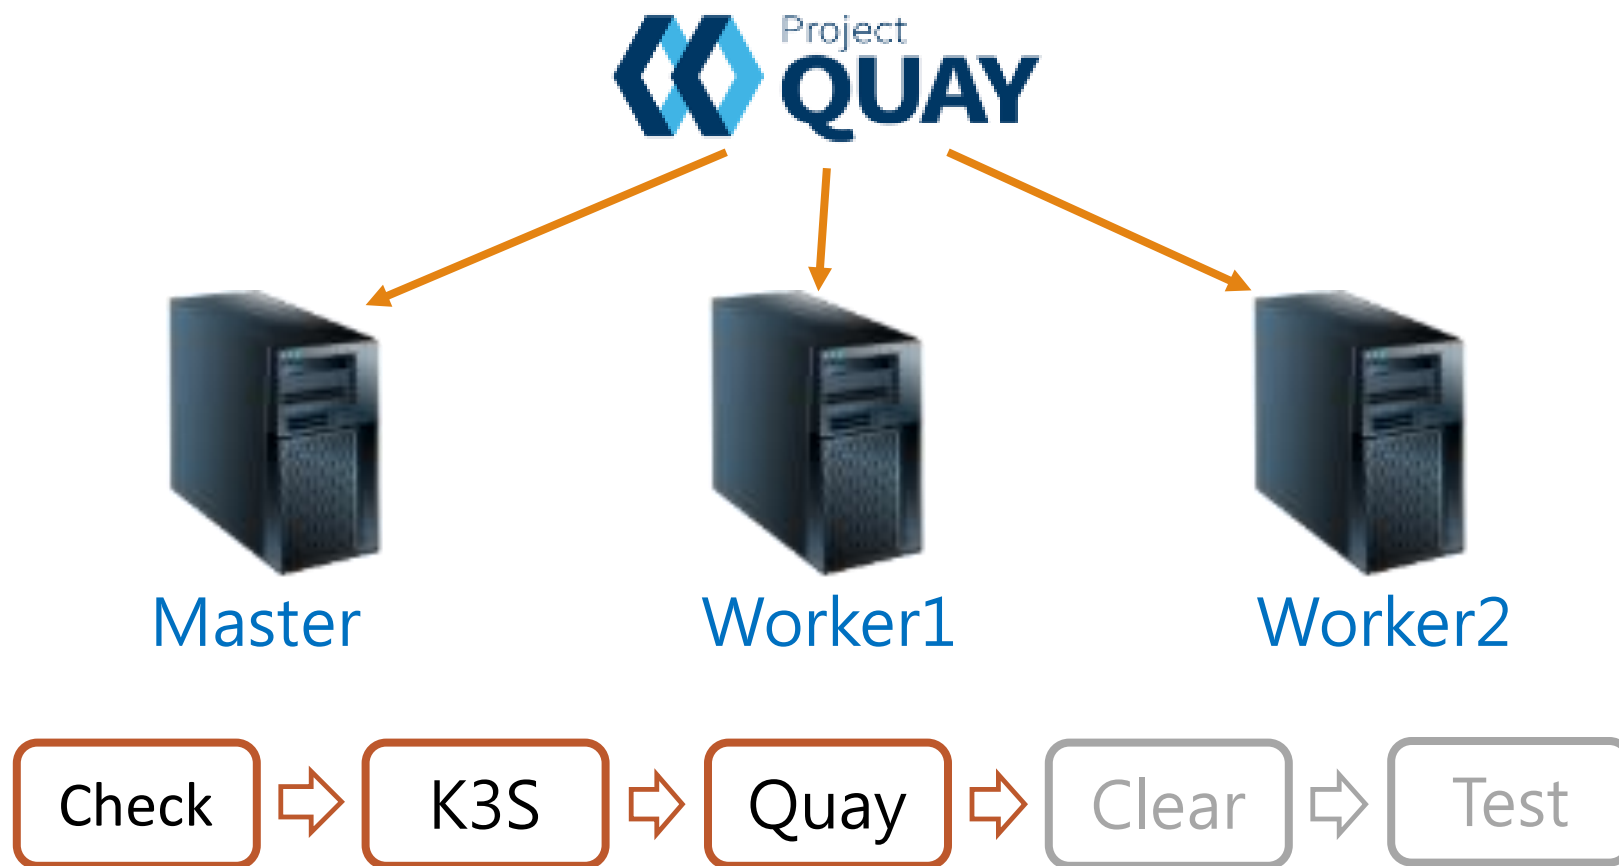 Project
QUAY
Master
Worker1
Worker2
Check
K3S
Quay
Clear
Test